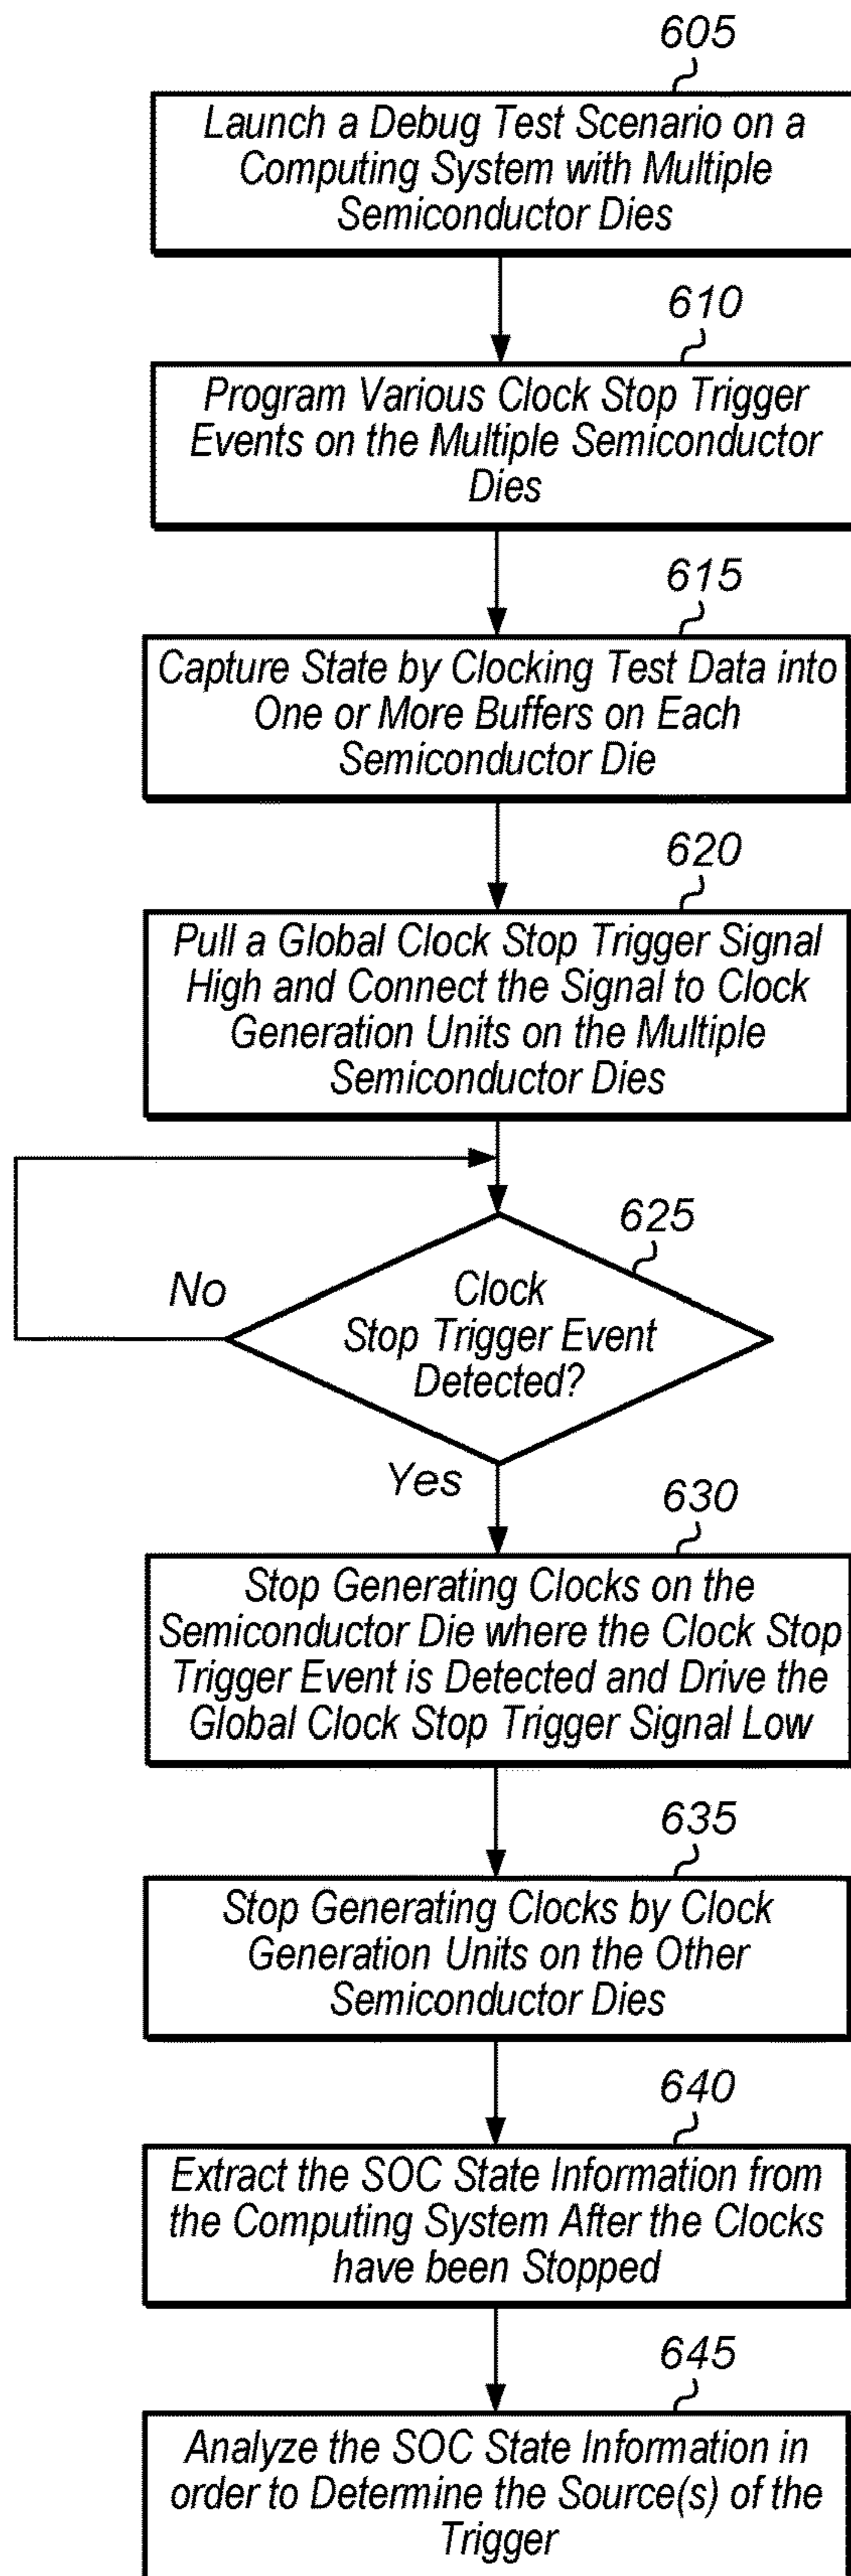 605
Launch a Debug Test Scenario on a
Computing System with Multiple
Semiconductor Dies
610
Program Various Clock Stop Trigger
Events on the Multiple Semiconductor
Dies
615
Capture State by Clocking Test Data into
One or More Buffers on Each
Semiconductor Die
620
Pull a Global Clock Stop Trigger Signal
High and Connect the Signal to Clock
Generation Units on the Multiple
Semiconductor Dies
625
No
Clock
Stop Trigger Event
Detected?
Yes
630
Stop Generating Clocks on the
Semiconductor Die where the Clock Stop
Trigger Event is Detected and Drive the
Global Clock Stop Trigger Signal Low
635
Stop Generating Clocks by Clock
Generation Units on the Other
Semiconductor Dies
640
Extract the SOC State Information from
the Computing System After the Clocks
have been Stopped
645
Analyze the SOC State Information in
order to Determine the Source(s) of the
Trigger